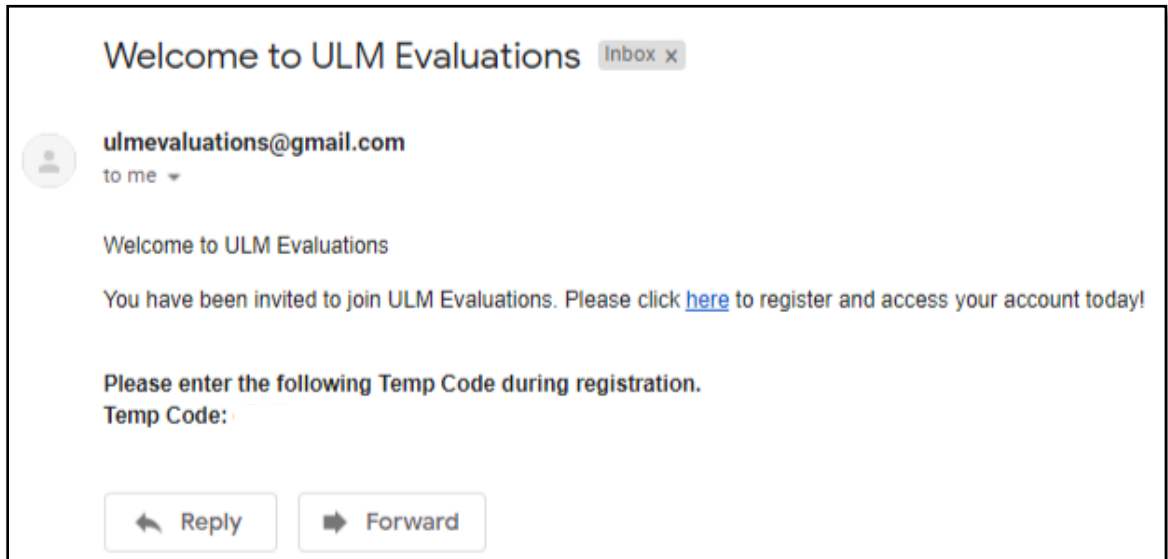 Welcome to ULM Evaluations Inbox x
ulmevaluations@gmail.com
to me
Welcome to ULM Evaluations
You have been invited to join ULM Evaluations. Please click here to register and access your account today!
Please enter the following Temp Code during registration.
Temp Code:
Reply Forward